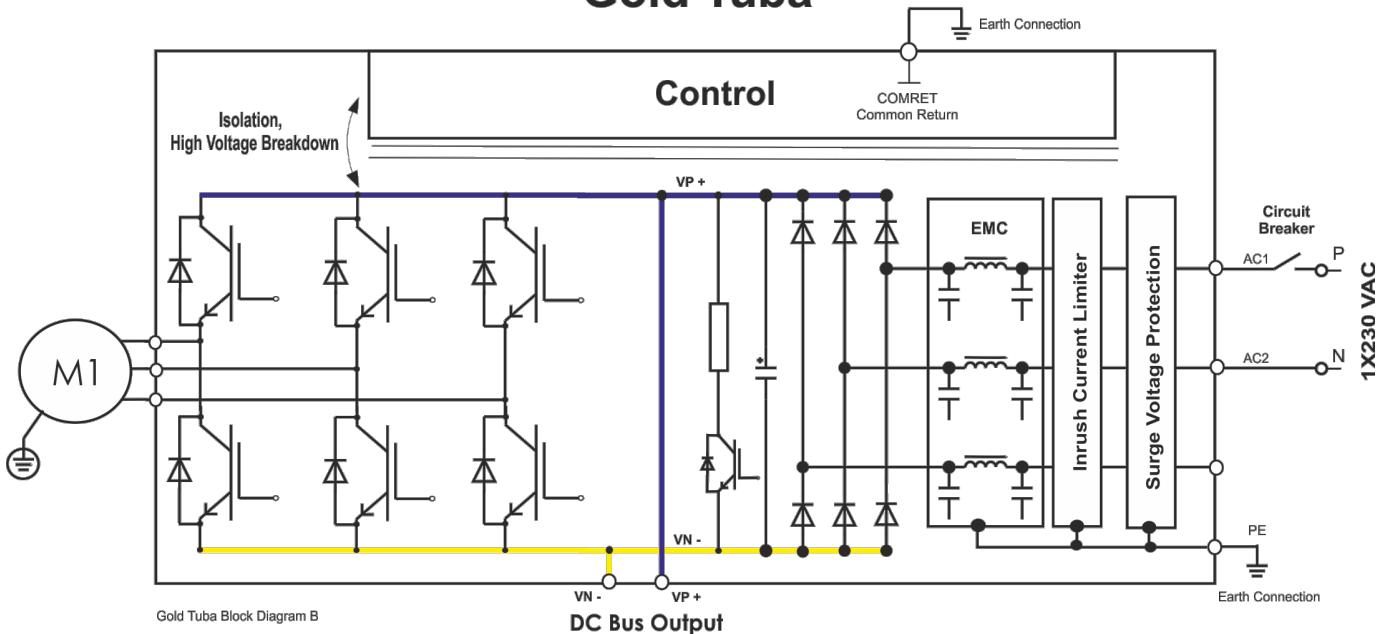 Gold Tuba
Earth Connection
Control
COMRET
Common Return
Isolation,
High Voltage Breakdown
VP +
EMC
Inrush Current Limiter
Surge Voltage Protection
Circuit
Breaker
AC1
P
AC2
N
1X230 VAC
M1
VN -
PE
Earth Connection
VN -
VP +
DC Bus Output
Gold Tuba Block Diagram B